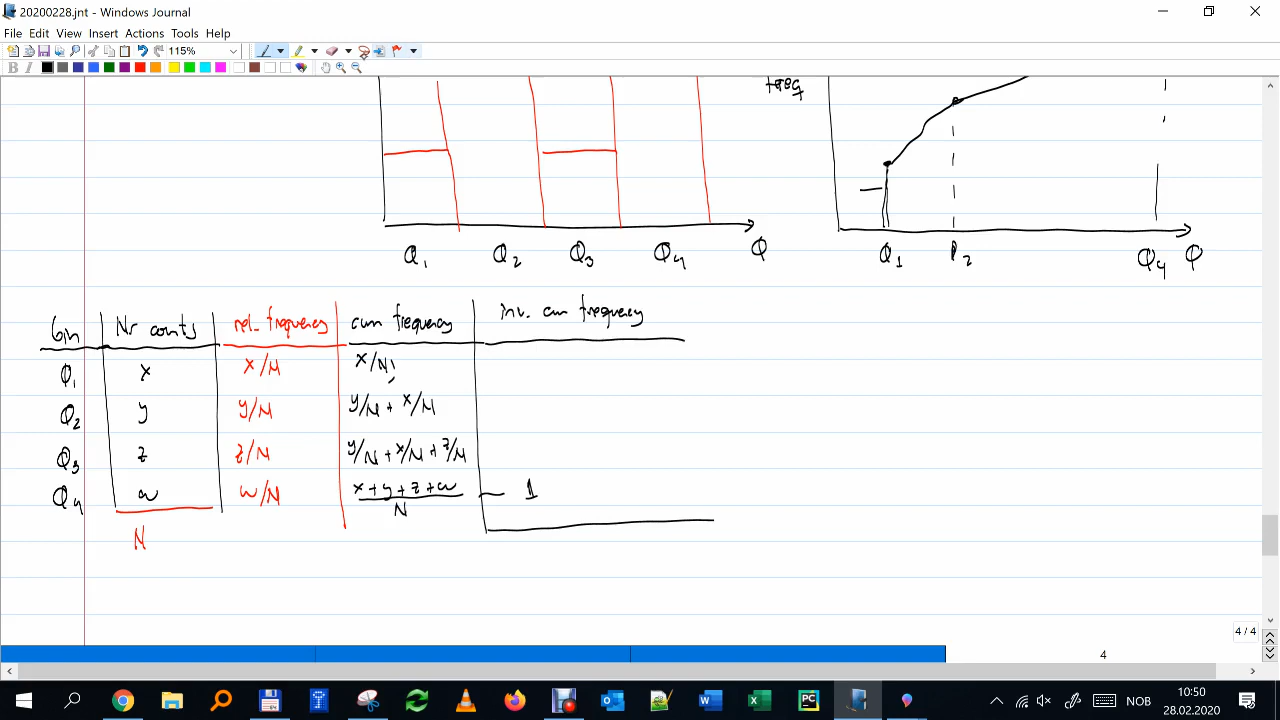 20200228.jnt - Windows Journal
File Edit View Insert Actions Tools Help
115%
B I
freq
Q1 Q2 Q3 Q4 Q
Q1 P2 Q4 Q
bin Nr counts rel. frequency cum frequency inv. cum frequency
Q1 x x/N x/N
Q2 y y/N y/N + x/N
Q3 z z/N y/N + x/N + z/N
Q4 w w/N x + y + z + w / N 1
N
4 / 4
4
NOB
10:50
28.02.2020